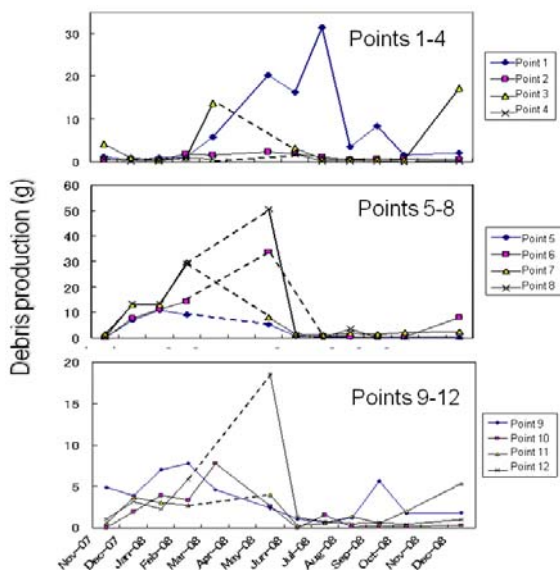 Debris production (g)
Points 1-4
35
30
20
10
0
Point 1
Point 2
Point 3
Point 4
Points 5-8
60
50
40
30
20
10
0
Point 5
Point 6
Point 7
Point 8
Points 9-12
20
15
10
5
0
Point 9
Point 10
Point 11
Point 12
Nov-07
Dec-07
Jan-08
Feb-08
Mar-08
Apr-08
May-08
Jun-08
Jul-08
Aug-08
Sep-08
Oct-08
Nov-08
Dec-08